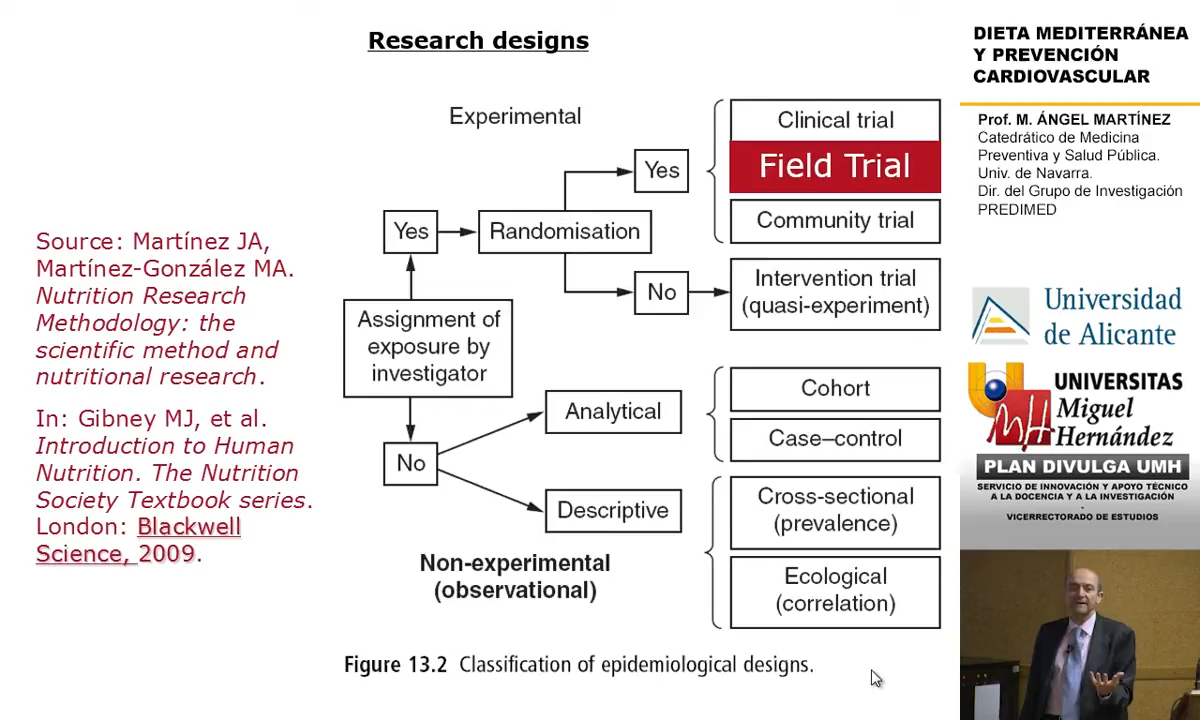 Research designs
Experimental
Clinical trial
Field Trial
Community trial
Yes
Yes
Randomisation
No
Intervention trial
(quasi-experiment)
Assignment of
exposure by
investigator
Analytical
Cohort
Case–control
No
Descriptive
Cross-sectional
(prevalence)
Ecological
(correlation)
Non-experimental
(observational)
Figure 13.2 Classification of epidemiological designs.
Source: Martínez JA,
Martínez-González MA.
Nutrition Research
Methodology: the
scientific method and
nutritional research.
In: Gibney MJ, et al.
Introduction to Human
Nutrition. The Nutrition
Society Textbook series.
London: Blackwell
Science, 2009.
DIETA MEDITERRÁNEA
Y PREVENCIÓN
CARDIOVASCULAR
Prof. M. ÁNGEL MARTÍNEZ
Catedrático de Medicina
Preventiva y Salud Pública.
Univ. de Navarra.
Dir. del Grupo de Investigación
PREDIMED
Universidad
de Alicante
UNIVERSITAS
Miguel
Hernández
PLAN DIVULGA UMH
SERVICIO DE INNOVACIÓN Y APOYO TÉCNICO
A LA DOCENCIA Y A LA INVESTIGACIÓN
-
VICERRECTORADO DE ESTUDIOS